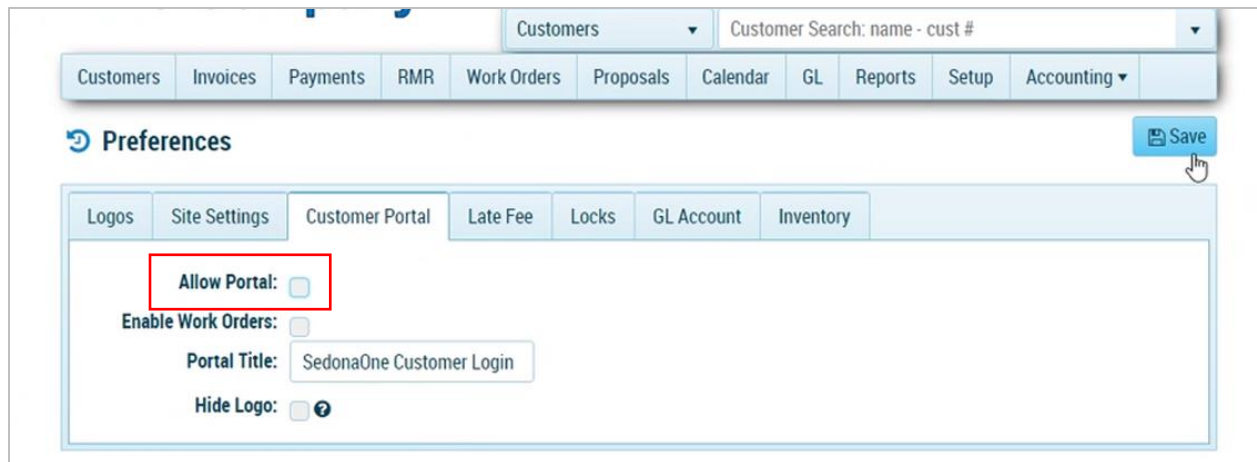 Customers Customer Search: name - cust #
Customers Invoices Payments RMR Work Orders Proposals Calendar GL Reports Setup Accounting
Preferences Save
Logos Site Settings Customer Portal Late Fee Locks GL Account Inventory
Allow Portal:
Enable Work Orders:
Portal Title: SedonaOne Customer Login
Hide Logo: ?